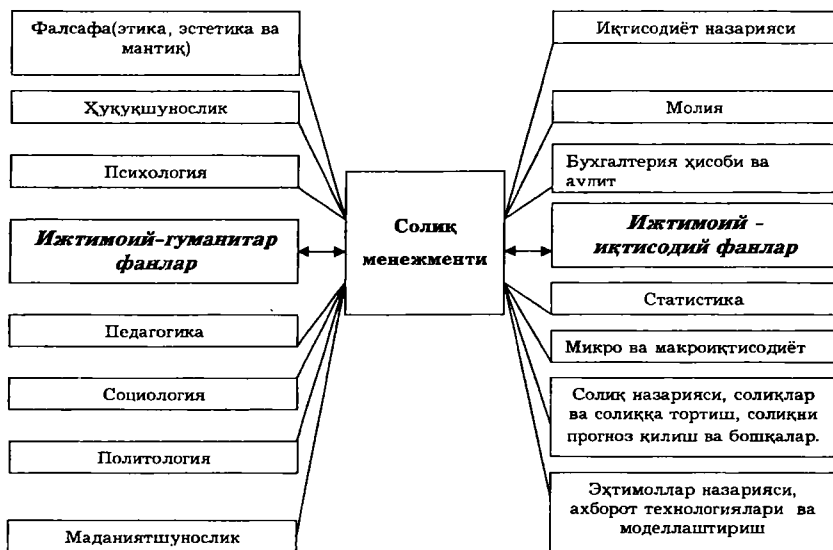 Фалсафа(этика, эстетика ва
мантиқ)
Ҳуқуқшунослик
Психология
Ижтимоий-гуманитар
фанлар
Педагогика
Социология
Политология
Маданиятшунослик
Солиқ
менежменти
Иқтисодиёт назарияси
Молия
Бухгалтерия ҳисоби ва
аулит
Ижтимоий -
иқтисодий фанлар
Статистика
Микро ва макроиқтисодиёт
Солиқ назарияси, солиқлар
ва солиққа тортиш, солиқни
прогноз қилиш ва бошқалар.
Эҳтимоллар назарияси,
ахборот технологиялари ва
моделлаштириш